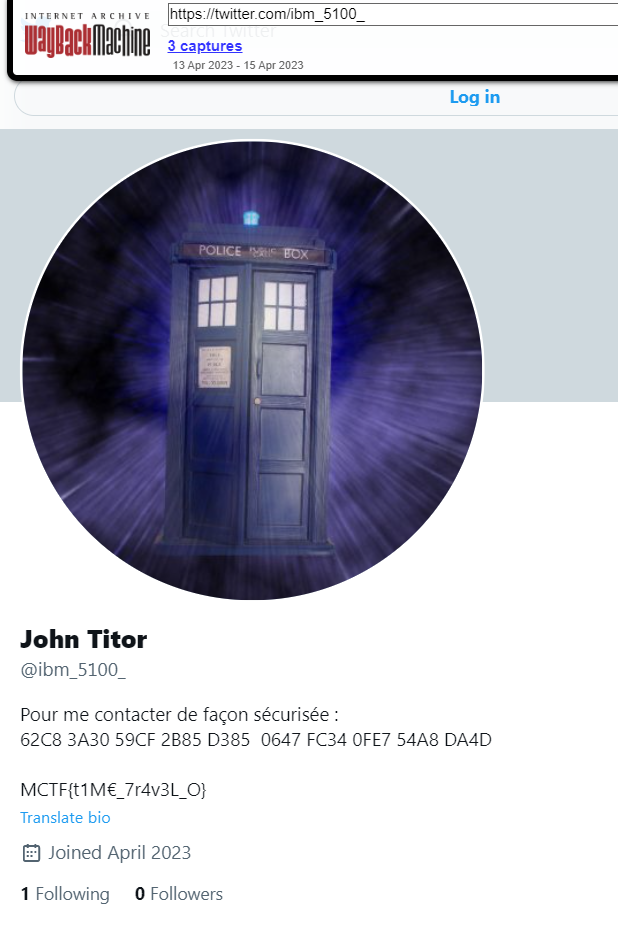 INTERNET ARCHIVE
WayBackMachine
https://twitter.com/ibm_5100_
Search Twitter
3 captures
13 Apr 2023 - 15 Apr 2023
Log in
POLICE PUBLIC CALL BOX
John Titor
@ibm_5100_
Pour me contacter de façon sécurisée :
62C8 3A30 59CF 2B85 D385  0647 FC34 0FE7 54A8 DA4D
MCTF{t1M€_7r4v3L_O}
Translate bio
Joined April 2023
1 Following 0 Followers